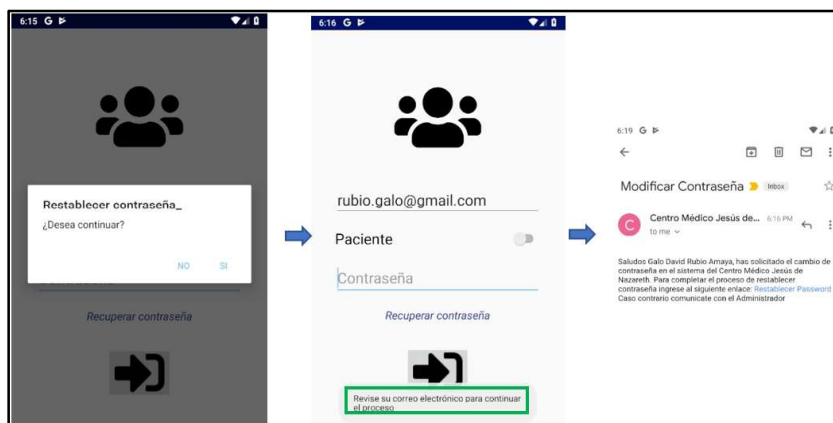 6:15 G
Restablecer contraseña_
¿Desea continuar?
NO SI
Recuperar contraseña
6:16 G
rubio.galo@gmail.com
Paciente
Contraseña
Recuperar contraseña
Revise su correo electrónico para continuar
el proceso
6:19 G
Modificar Contraseña Inbox
C Centro Médico Jesús de... 6:16 PM
to me
Saludos Galo David Rubio Amaya, has solicitado el cambio de
contraseña en el sistema del Centro Médico Jesús de
Nazareth. Para completar el proceso de restablecer
contraseña ingrese al siguiente enlace: Restablecer Password
Caso contrario comunicate con el Administrador